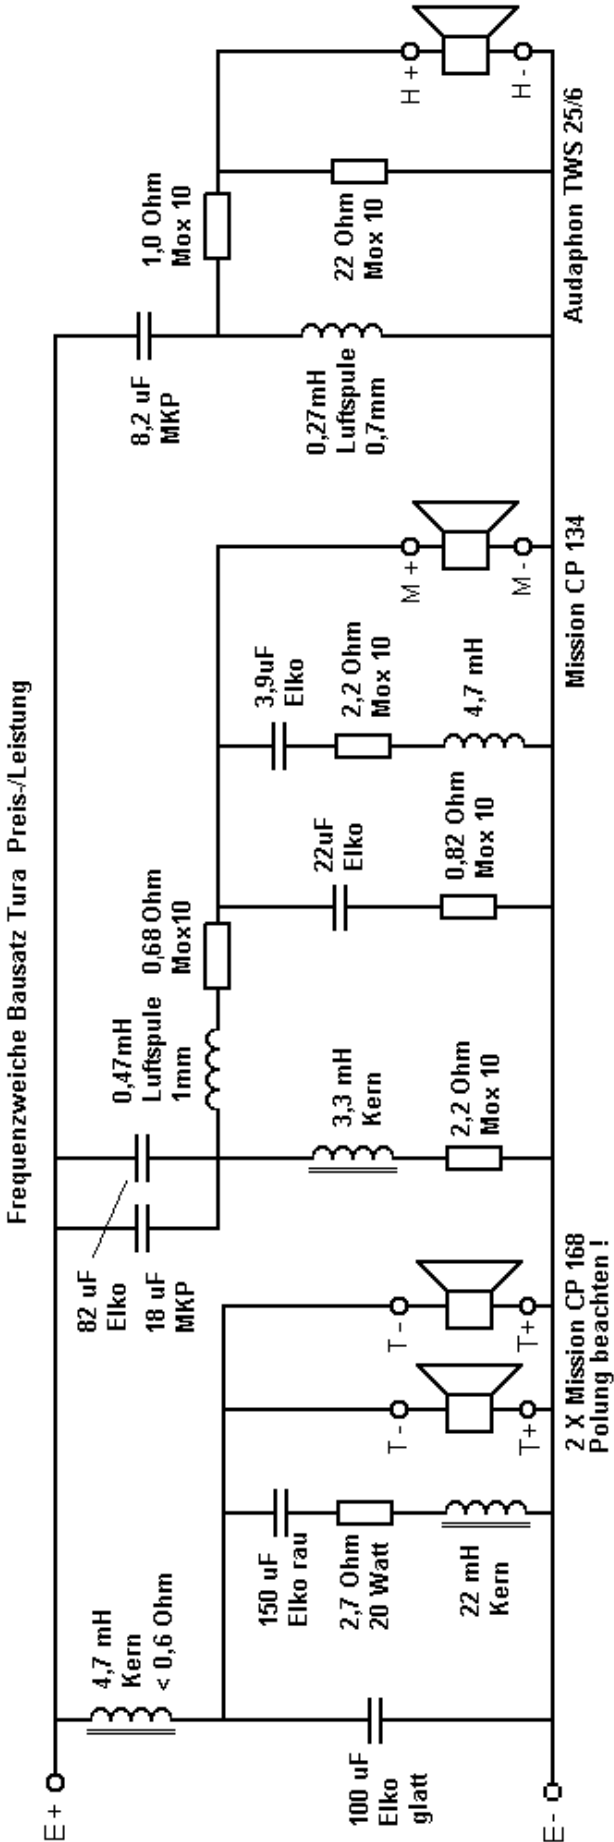 Frequenzweiche Bausatz Tura Preis-/Leistung
E +
E -
4,7 mH
Kern
< 0,6 Ohm
100 uF
Elko
glatt
150 uF
Elko rau
2,7 Ohm
20 Watt
22 mH
Kern
T -
T+
T -
T+
2 X Mission CP 168
Polung beachten !
82 uF
Elko
18 uF
MKP
0,47mH
Luftspule
1mm
0,68 Ohm
Mox10
3,3 mH
Kern
2,2 Ohm
Mox 10
22uF
Elko
0,82 Ohm
Mox 10
3,9uF
Elko
2,2 Ohm
Mox 10
4,7 mH
M +
M -
Mission CP 134
8,2 uF
MKP
0,27mH
Luftspule
0,7mm
1,0 Ohm
Mox 10
22 Ohm
Mox 10
H +
H -
Audaphon TWS 25/6